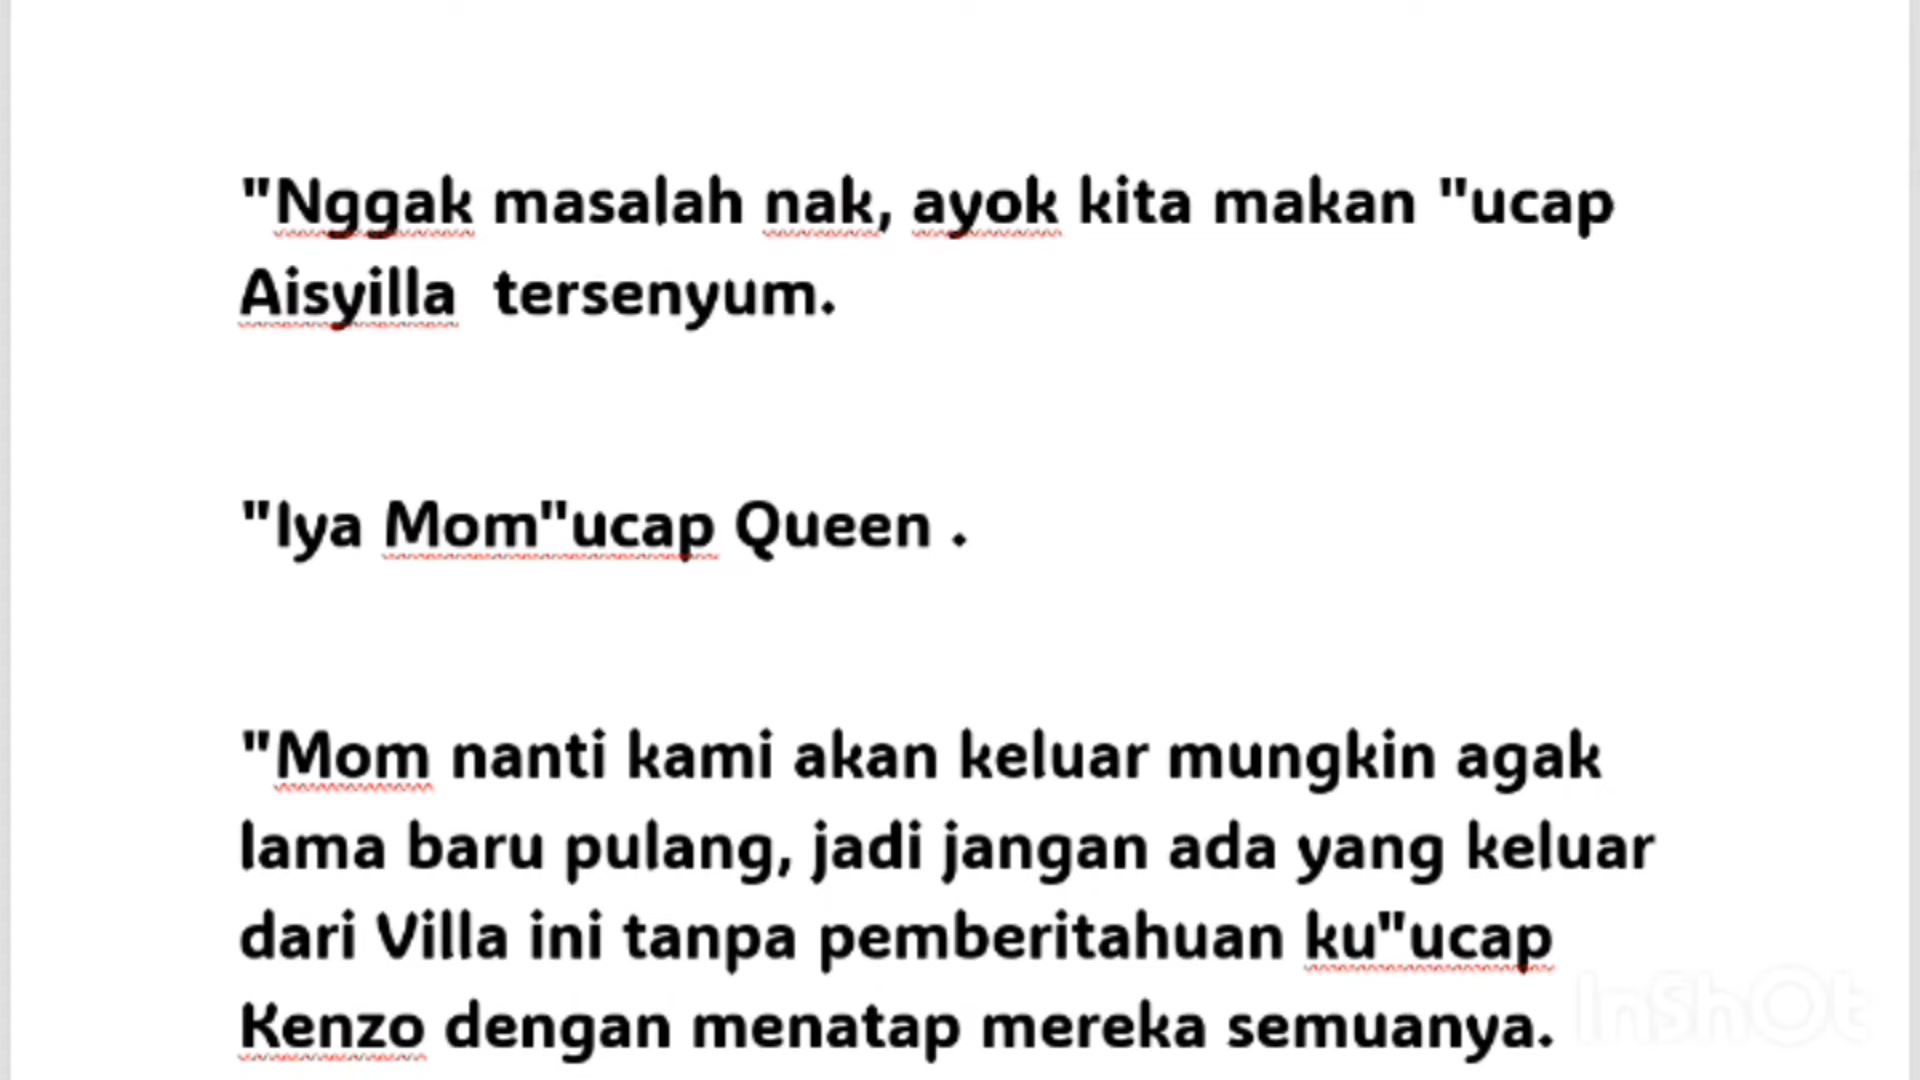 "Nggak masalah nak, ayok kita makan "ucap
Aisyilla  tersenyum.
"Iya Mom"ucap Queen .
"Mom nanti kami akan keluar mungkin agak
lama baru pulang, jadi jangan ada yang keluar
dari Villa ini tanpa pemberitahuan ku"ucap
Kenzo dengan menatap mereka semuanya.
InShOt